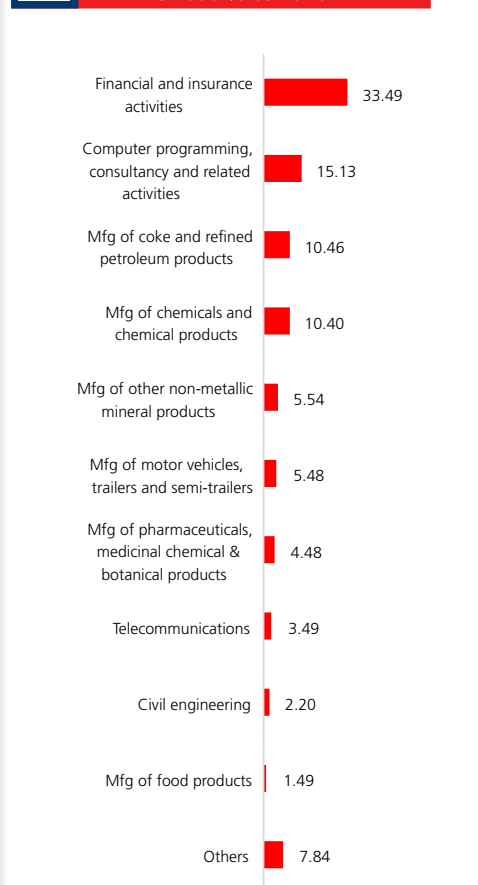 Financial and insurance
activities
33.49
Computer programming,
consultancy and related
activities
15.13
Mfg of coke and refined
petroleum products
10.46
Mfg of chemicals and
chemical products
10.40
Mfg of other non-metallic
mineral products
5.54
Mfg of motor vehicles,
trailers and semi-trailers
5.48
Mfg of pharmaceuticals,
medicinal chemical &
botanical products
4.48
Telecommunications
3.49
Civil engineering
2.20
Mfg of food products
1.49
Others
7.84